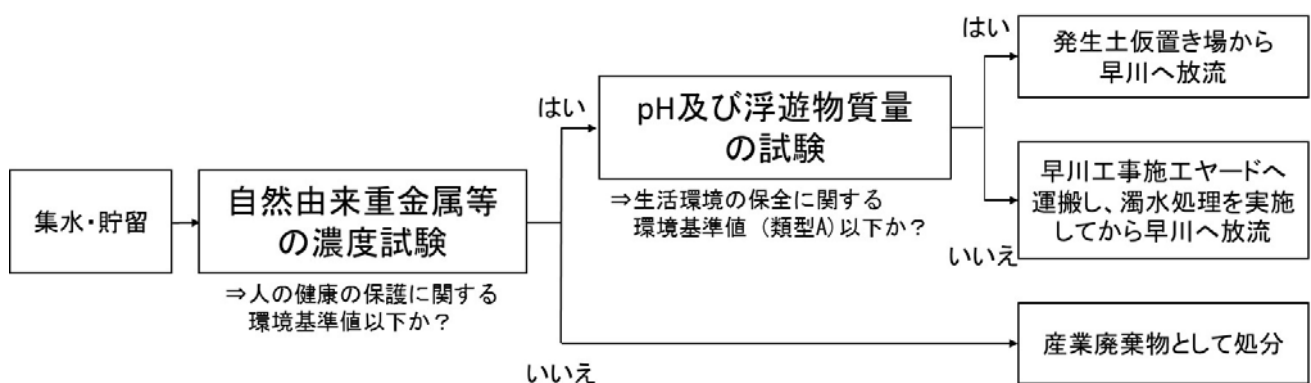 集水・貯留
自然由来重金属等
の濃度試験
⇒人の健康の保護に関する
環境基準値以下か？
はい
pH及び浮遊物質量
の試験
⇒生活環境の保全に関する
環境基準値（類型A）以下か？
はい
発生土仮置き場から
早川へ放流
早川工事施工ヤードへ
運搬し、濁水処理を実施
してから早川へ放流
いいえ
いいえ
産業廃棄物として処分